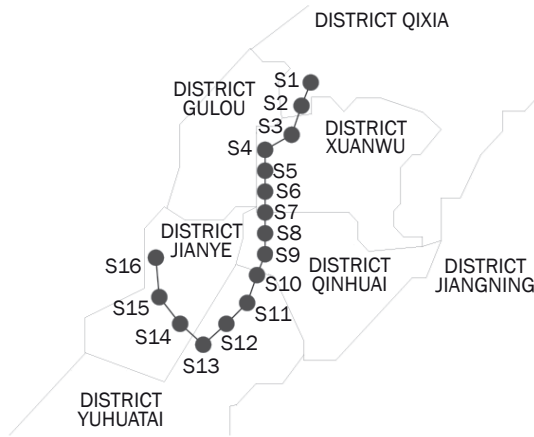 DISTRICT QIXIA
S1
DISTRICT
GULOU
S2
S3
DISTRICT
XUANWU
S4
S5
S6
S7
DISTRICT
JIANYE
S8
S9
S16
DISTRICT
QINHUAI
DISTRICT
JIANGNING
S10
S15
S11
S14
S12
S13
DISTRICT
YUHUATAI